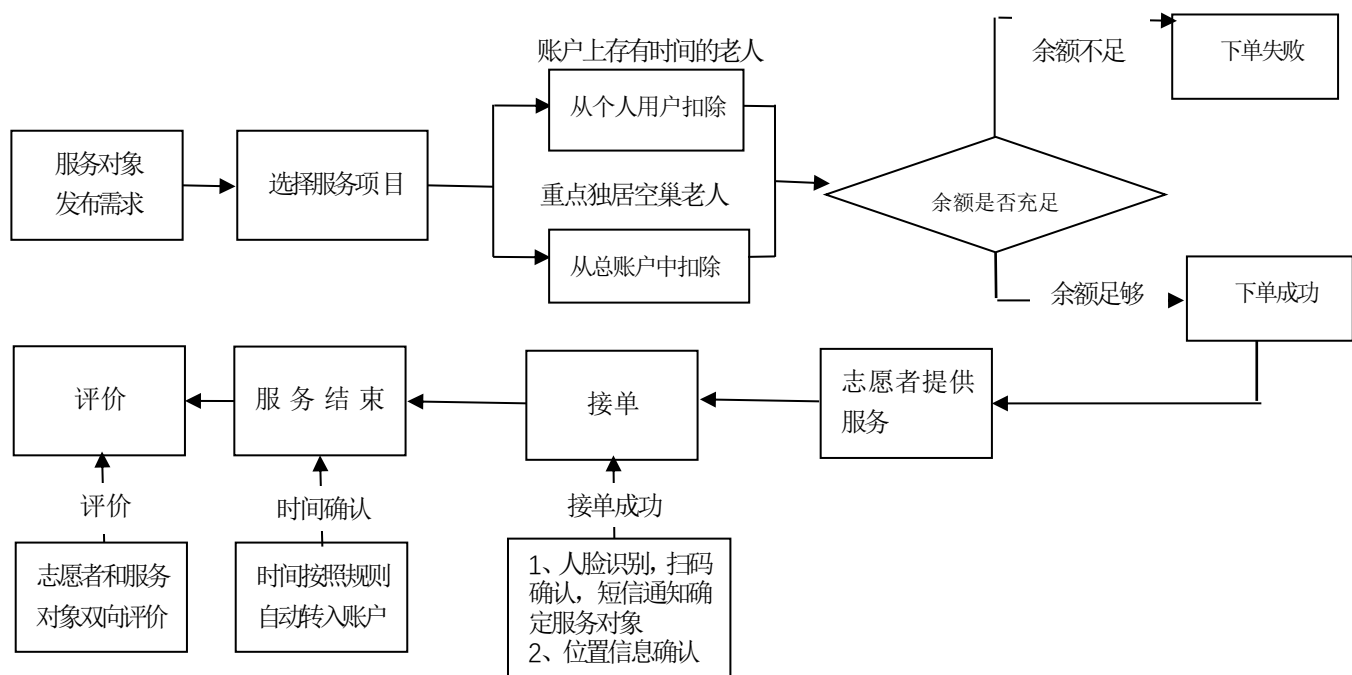 账户上存有时间的老人
余额不足
下单失败
从个人用户扣除
服务对象
发布需求
选择服务项目
重点独居空巢老人
余额是否充足
从总账户中扣除
余额足够
下单成功
评价
服务结束
接单
志愿者提供
服务
评价
时间确认
接单成功
志愿者和服务
对象双向评价
时间按照规则
自动转入账户
1、人脸识别，扫码
确认，短信通知确
定服务对象
2、位置信息确认